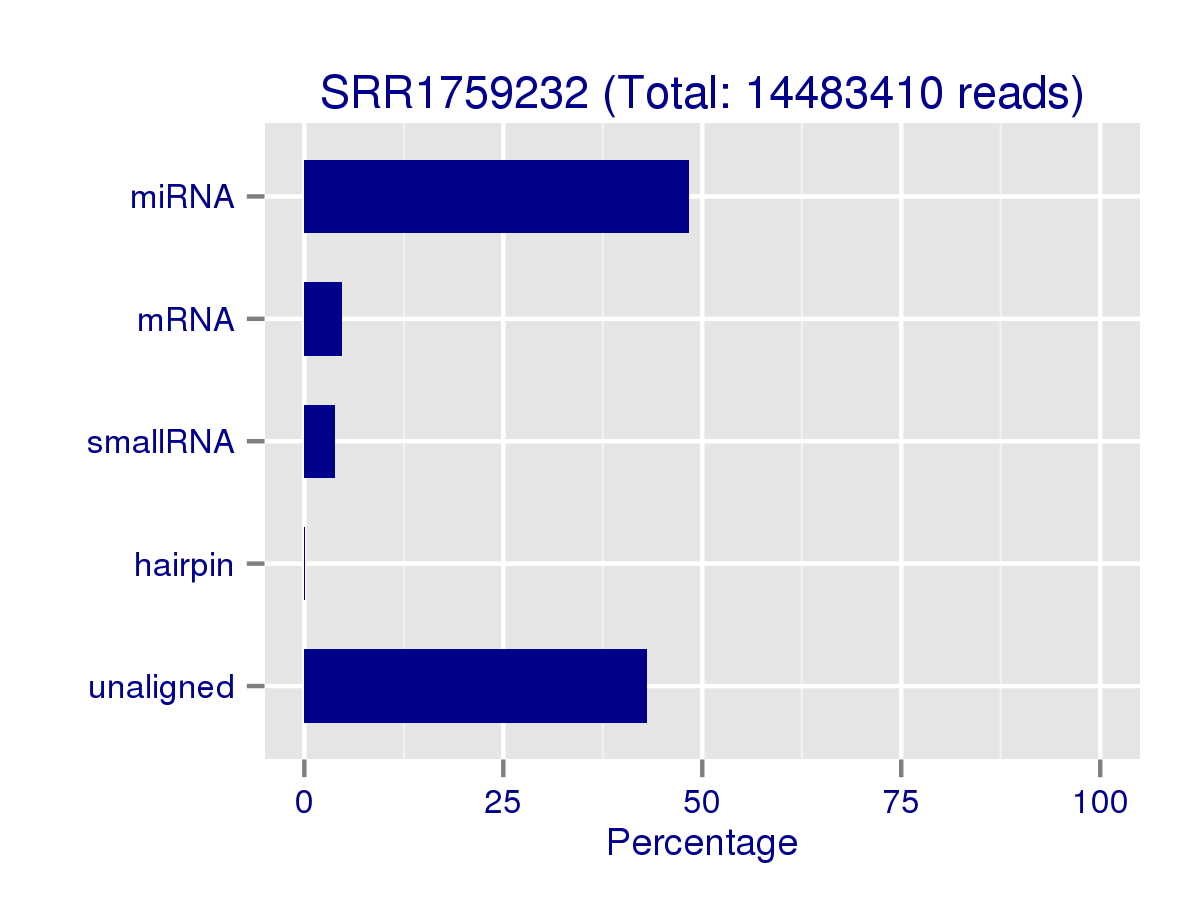 SRR1759232 (Total: 14483410 reads)
miRNA
mRNA
smallRNA
hairpin
unaligned
0 25 50 75 100
Percentage